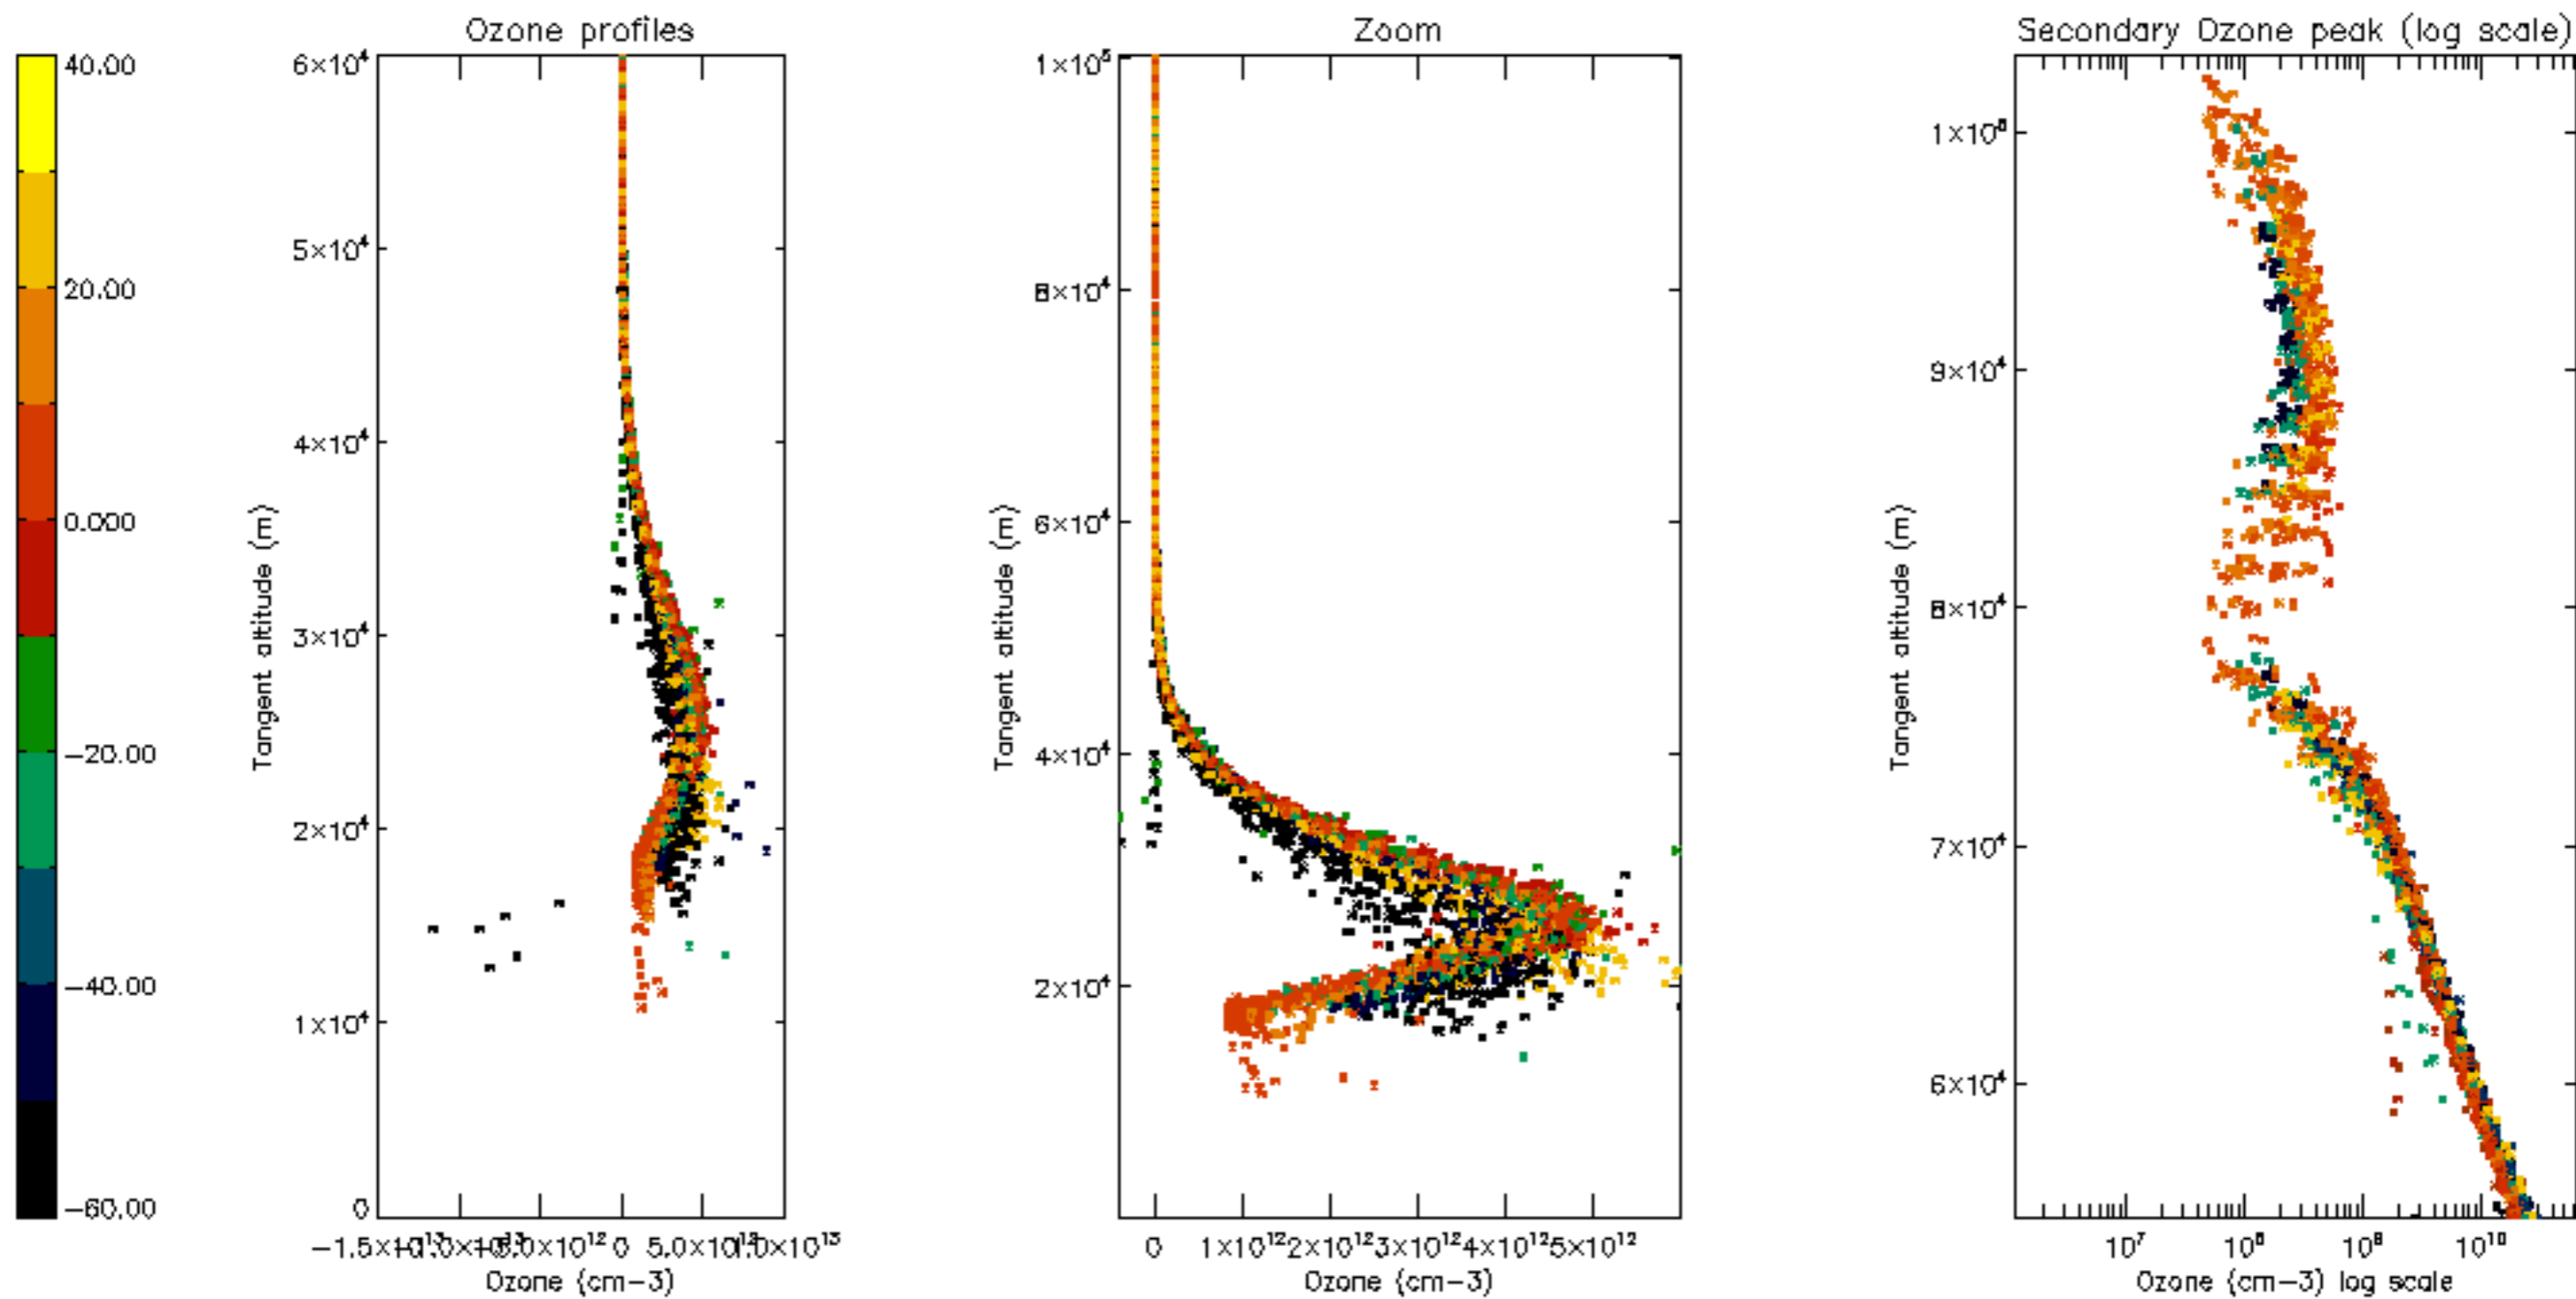 Ozone profiles
Zoom
Secondary Ozone peak (log scale)
40.00
20.00
0.000
−20.00
−40.00
−60.00
6×10⁴
5×10⁴
4×10⁴
3×10⁴
2×10⁴
1×10⁴
0
Tangent altitude (m)
5.0×10¹²
0
Ozone (cm−3)
1×10⁵
8×10⁴
6×10⁴
4×10⁴
2×10⁴
Tangent altitude (m)
0 1×10¹² 2×10¹² 3×10¹² 4×10¹² 5×10¹²
Ozone (cm−3)
9×10⁴
8×10⁴
7×10⁴
6×10⁴
Tangent altitude (m)
10⁷ 10⁸ 10⁹ 10¹⁰
Ozone (cm−3) log scale